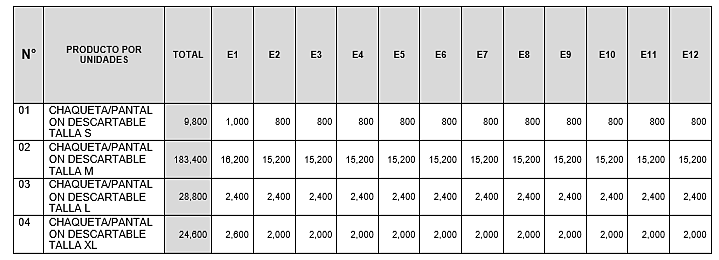 N° PRODUCTO POR UNIDADES TOTAL E1 E2 E3 E4 E5 E6 E7 E8 E9 E10 E11 E12
01 CHAQUETA/PANTAL
ON DESCARTABLE 9,800 1,000 800 800 800 800 800 800 800 800 800 800 800
TALLA S
02 CHAQUETA/PANTAL
ON DESCARTABLE 183,400 16,200 15,200 15,200 15,200 15,200 15,200 15,200 15,200 15,200 15,200 15,200 15,200
TALLA M
03 CHAQUETA/PANTAL
ON DESCARTABLE 28,800 2,400 2,400 2,400 2,400 2,400 2,400 2,400 2,400 2,400 2,400 2,400 2,400
TALLA L
04 CHAQUETA/PANTAL
ON DESCARTABLE 24,600 2,600 2,000 2,000 2,000 2,000 2,000 2,000 2,000 2,000 2,000 2,000 2,000
TALLA XL